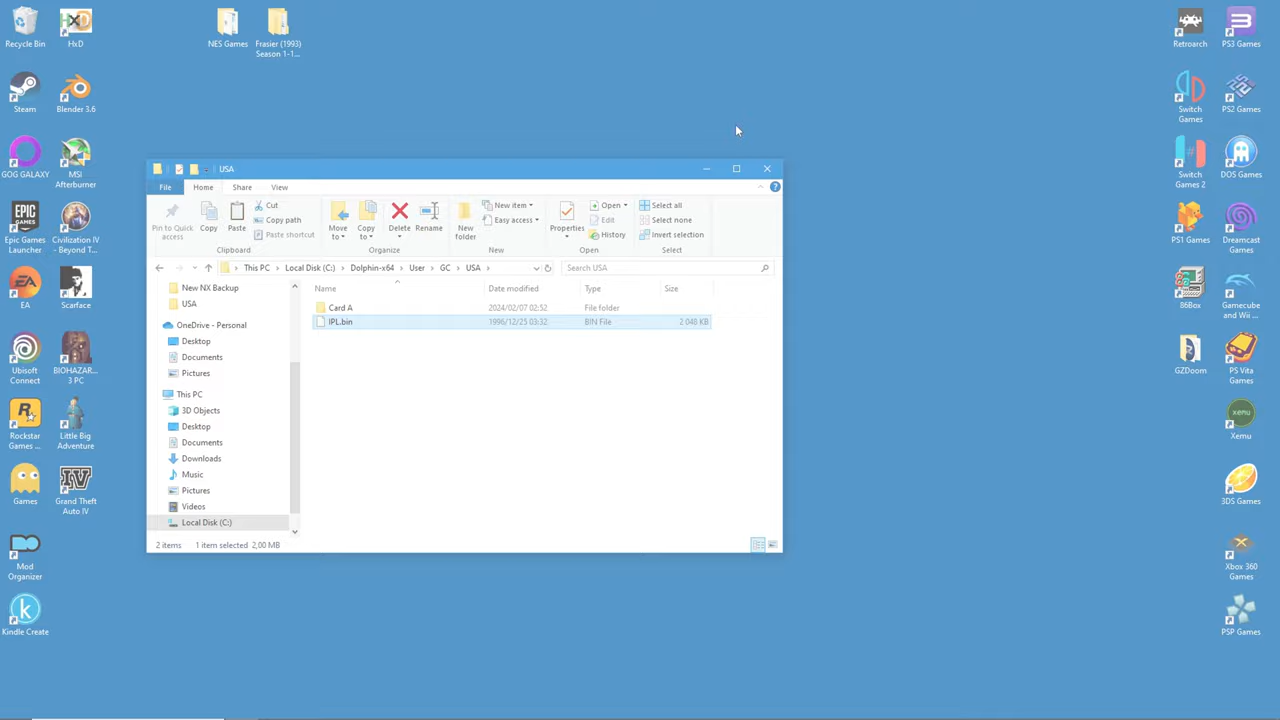 Recycle Bin
HxD
NES Games
Frasier (1993)
Season 1-1...
Retroarch
PS3 Games
Steam
Blender 3.6
Switch
Games
PS2 Games
GOG GALAXY
MSI
Afterburner
Switch
Games 2
DOS Games
Epic Games
Launcher
Civilization IV
- Beyond T...
PS1 Games
Dreamcast
Games
EA
Scarface
86Box
Gamecube
and Wii ...
Ubisoft
Connect
BIOHAZAR...
3 PC
GZDoom
PS Vita
Games
Rockstar
Games ...
Little Big
Adventure
xemu
Xemu
Games
IV
Grand Theft
Auto IV
3DS Games
Mod
Organizer
Xbox 360
Games
Kindle Create
PSP Games
USA
File Home Share View
Pin to Quick
access
Copy
Paste
Cut
Copy path
Paste shortcut
Clipboard
Move
to
Copy
to
Delete
Rename
Organize
New
folder
New item
Easy access
New
Properties
Open
Edit
History
Open
Select all
Select none
Invert selection
Select
This PC > Local Disk (C:) > Dolphin-x64 > User > GC > USA >
Search USA
Name Date modified Type Size
Card A 2024/02/07 02:52 File folder
IPL.bin 1996/12/25 03:32 BIN File 2 048 KB
New NX Backup
USA
OneDrive - Personal
Desktop
Documents
Pictures
This PC
3D Objects
Desktop
Documents
Downloads
Music
Pictures
Videos
Local Disk (C:)
2 items 1 item selected 2,00 MB